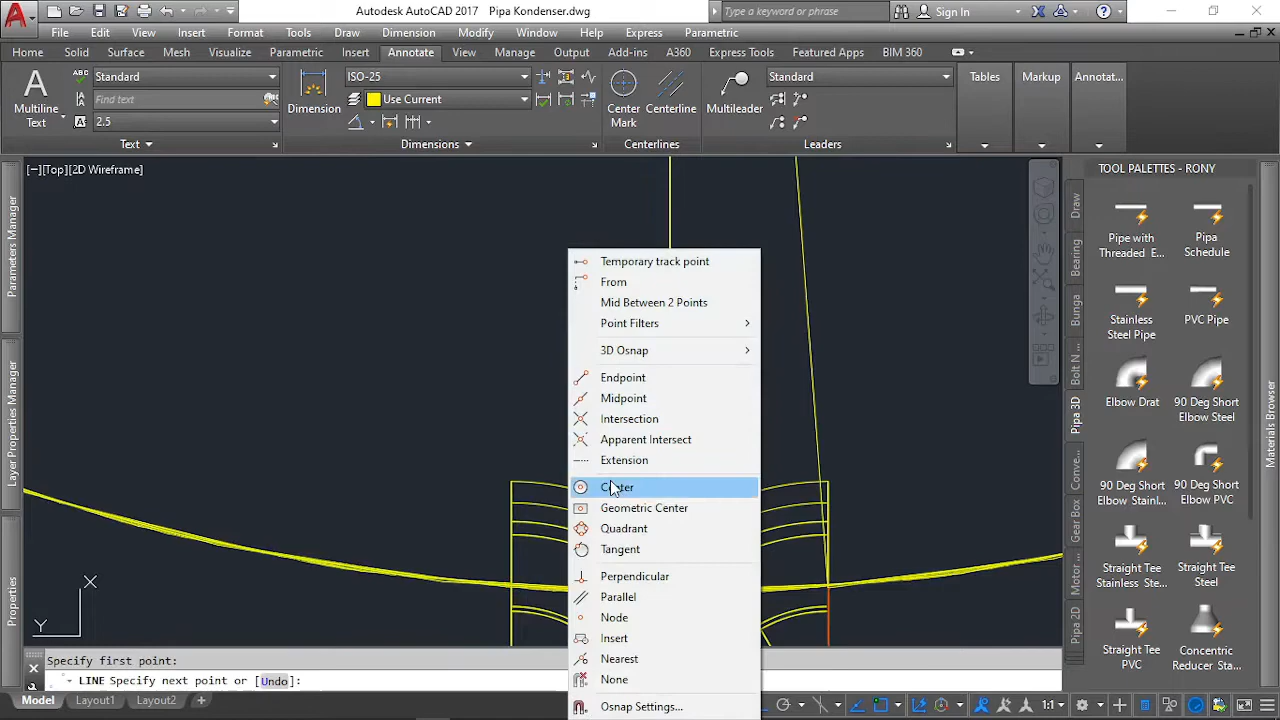 Autodesk AutoCAD 2017 Pipa Kondenser.dwg
Type a keyword or phrase
Sign In
File Edit View Insert Format Tools Draw Dimension Modify Window Help Express Parametric
Home Solid Surface Mesh Visualize Parametric Insert Annotate View Manage Output Add-ins A360 Express Tools Featured Apps BIM 360
Multiline
Text
Standard
Find text
2.5
Text
Dimension
ISO-25
Use Current
Dimensions
Center
Mark
Centerline
Centerlines
Multileader
Standard
Leaders
Tables
Markup
Annotat...
[−][Top][2D Wireframe]
Parameters Manager
Layer Properties Manager
Properties
Temporary track point
From
Mid Between 2 Points
Point Filters
3D Osnap
Endpoint
Midpoint
Intersection
Apparent Intersect
Extension
Center
Geometric Center
Quadrant
Tangent
Perpendicular
Parallel
Node
Insert
Nearest
None
Osnap Settings...
Y
X
TOOL PALETTES - RONY
Draw
Bearing
Bunga
Bolt N ...
Pipa 3D
Conve...
Gear Box
Motor ...
Pipa 2D
Pipe with
Threaded E...
Pipa
Schedule
Stainless
Steel Pipe
PVC Pipe
Elbow Drat
90 Deg Short
Elbow Steel
90 Deg Short
Elbow Stainl...
90 Deg Short
Elbow PVC
Straight Tee
Stainless Ste...
Straight Tee
Steel
Straight Tee
PVC
Concentric
Reducer Sta...
Materials Browser
Specify first point:
LINE Specify next point or [Undo]:
Model Layout1 Layout2 +
1:1